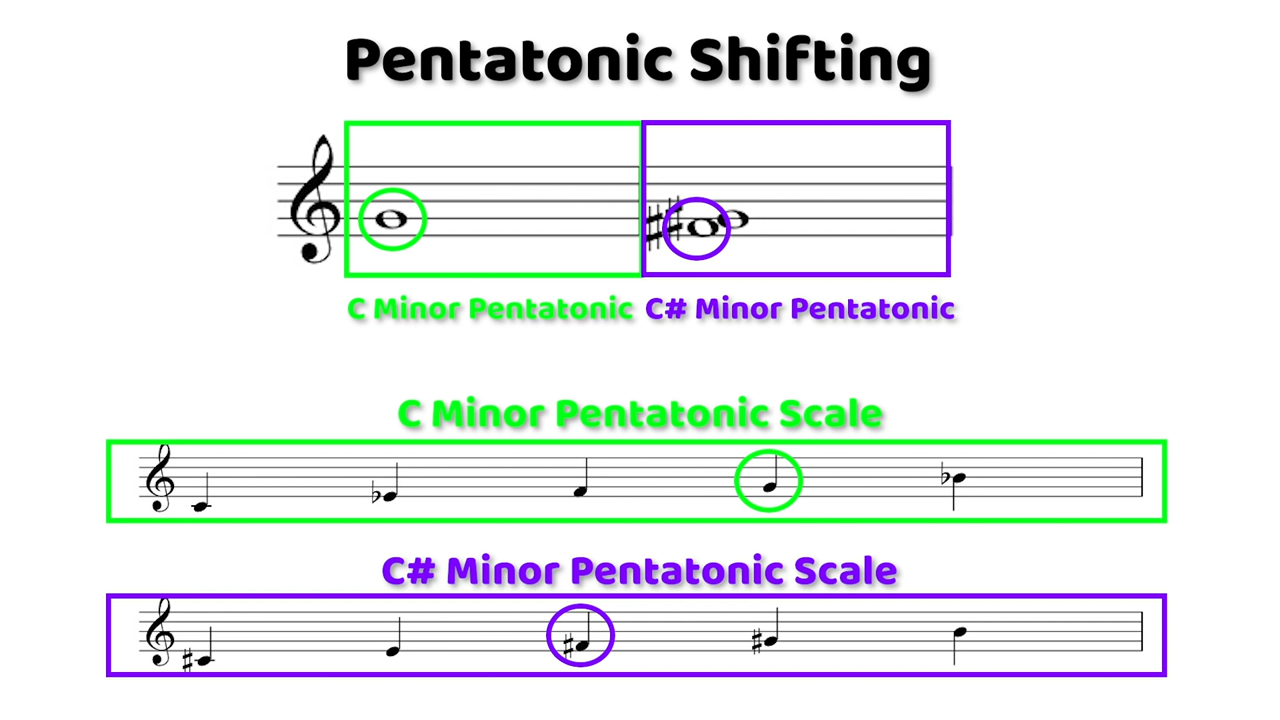 Pentatonic Shifting
C Minor Pentatonic C# Minor Pentatonic
C Minor Pentatonic Scale
C# Minor Pentatonic Scale